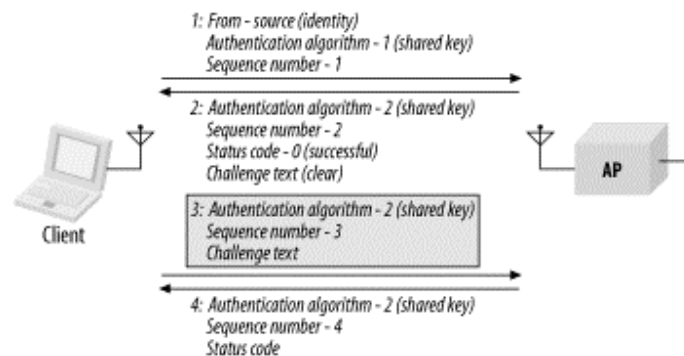 1: From - source (identity)
Authentication algorithm - 1 (shared key)
Sequence number - 1
2: Authentication algorithm - 2 (shared key)
Sequence number - 2
Status code - 0 (successful)
Challenge text (clear)
Client
AP
3: Authentication algorithm - 2 (shared key)
Sequence number - 3
Challenge text
4: Authentication algorithm - 2 (shared key)
Sequence number - 4
Status code